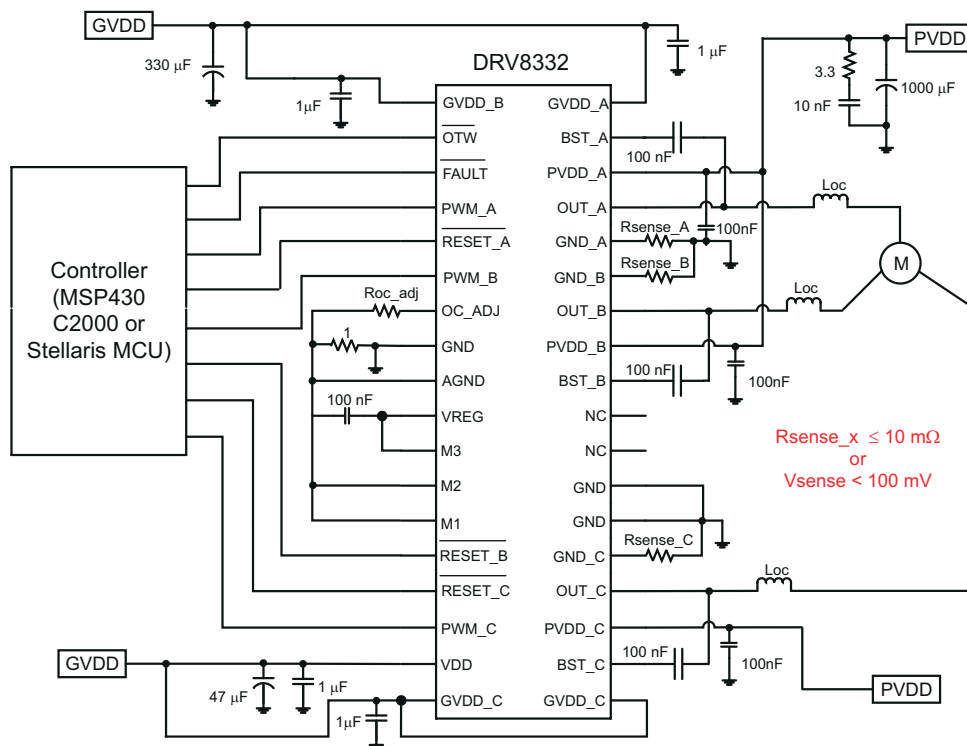 GVDD
330 μF
1μF
1 μF
PVDD
3.3
10 nF
1000 μF
DRV8332
GVDD_B
OTW
FAULT
PWM_A
RESET_A
PWM_B
OC_ADJ
GND
AGND
VREG
M3
M2
M1
RESET_B
RESET_C
PWM_C
VDD
GVDD_C
GVDD_A
BST_A
PVDD_A
OUT_A
GND_A
GND_B
OUT_B
PVDD_B
BST_B
NC
NC
GND
GND
GND_C
OUT_C
PVDD_C
BST_C
GVDD_C
Controller
(MSP430
C2000 or
Stellaris MCU)
Roc_adj
1
100 nF
100 nF
100nF
Rsense_A
Rsense_B
Loc
M
Loc
100 nF
100nF
Rsense_x ≤ 10 mΩ
or
Vsense < 100 mV
Rsense_C
Loc
100 nF
100nF
PVDD
GVDD
47 μF
1 μF
1μF